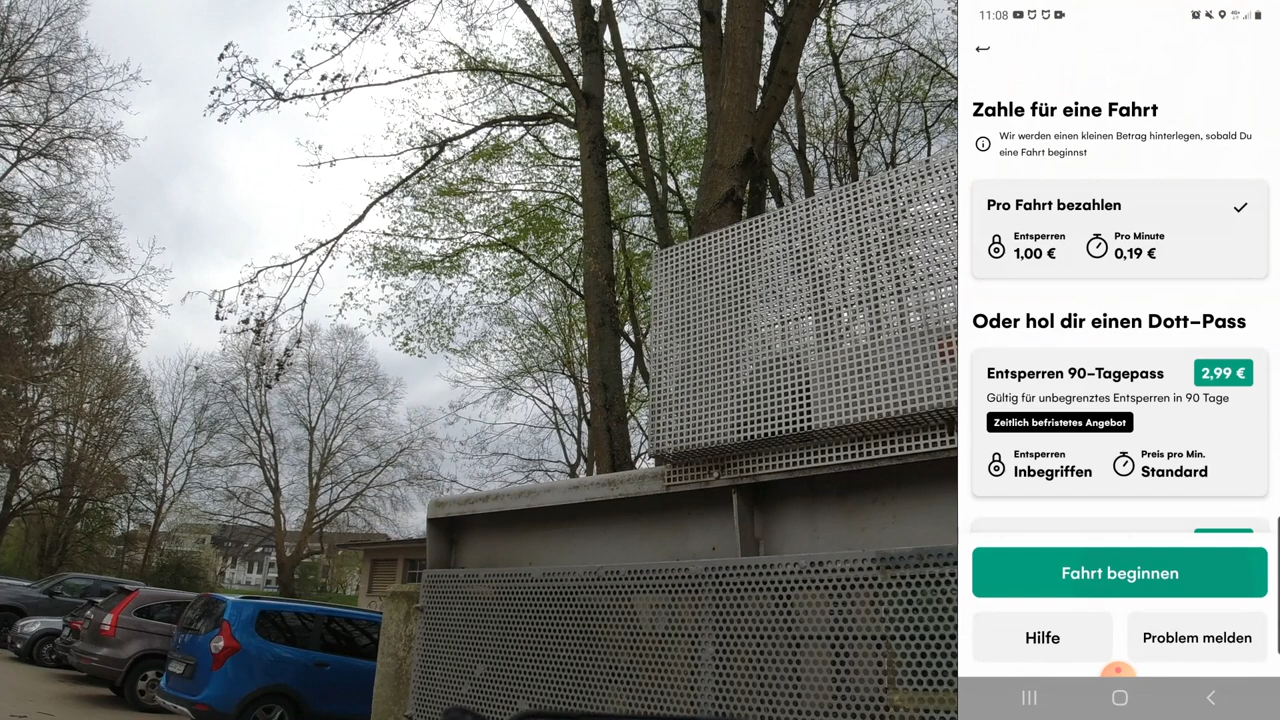 11:08
Zahle für eine Fahrt
Wir werden einen kleinen Betrag hinterlegen, sobald Du
eine Fahrt beginnst
Pro Fahrt bezahlen
Entsperren
1,00 €
Pro Minute
0,19 €
Oder hol dir einen Dott-Pass
Entsperren 90-Tagepass
2,99 €
Gültig für unbegrenztes Entsperren in 90 Tage
Zeitlich befristetes Angebot
Entsperren
Inbegriffen
Preis pro Min.
Standard
Fahrt beginnen
Hilfe
Problem melden